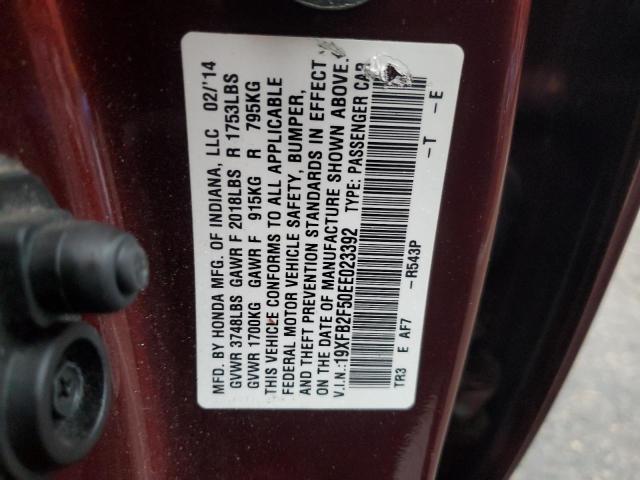 MFD. BY HONDA MFG. OF INDIANA, LLC 02/'14
GVWR 3748LBS GAWR F 2018LBS R 1753LBS
GVWR 1700KG GAWR F 915KG R 795KG
THIS VEHICLE CONFORMS TO ALL APPLICABLE
FEDERAL MOTOR VEHICLE SAFETY, BUMPER,
AND THEFT PREVENTION STANDARDS IN EFFECT
ON THE DATE OF MANUFACTURE SHOWN ABOVE.
V.I.N.:19XFB2F50EE023392 TYPE: PASSENGER CAR
TR3 E AF7 -R543P -T -E